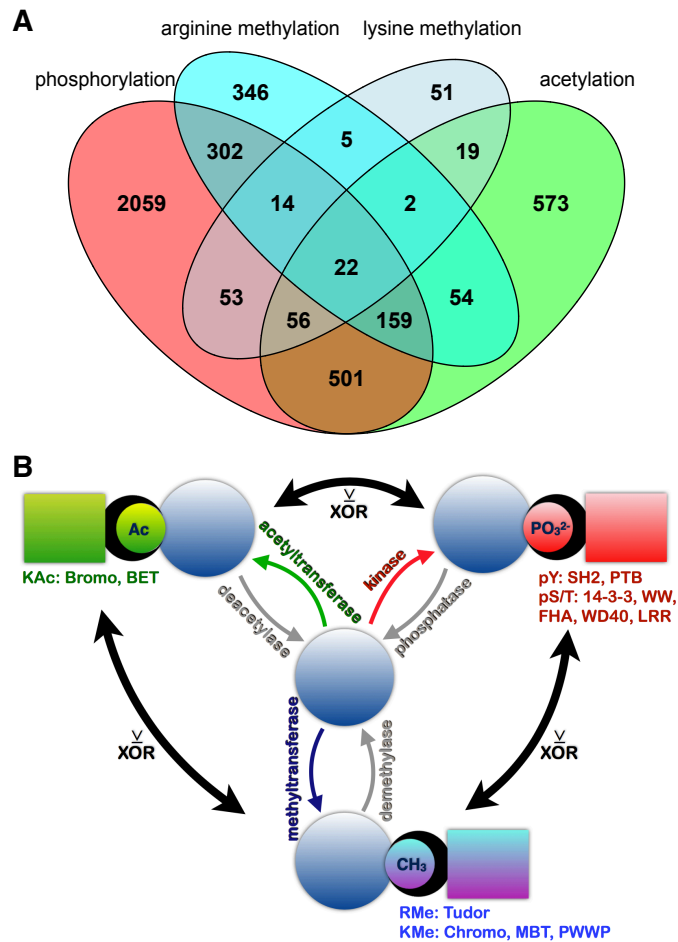 A
arginine methylation lysine methylation
phosphorylation acetylation
346 51
302 5 19
2059 14 2 573
22
53 56 159 54
501
B
Ac
XOR
PO₃²⁻
KAc: Bromo, BET
acetyltransferase
deacetylase
kinase
phosphatase
pY: SH2, PTB
pS/T: 14-3-3, WW,
FHA, WD40, LRR
XOR
XOR
methyltransferase
demethylase
CH₃
RMe: Tudor
KMe: Chromo, MBT, PWWP